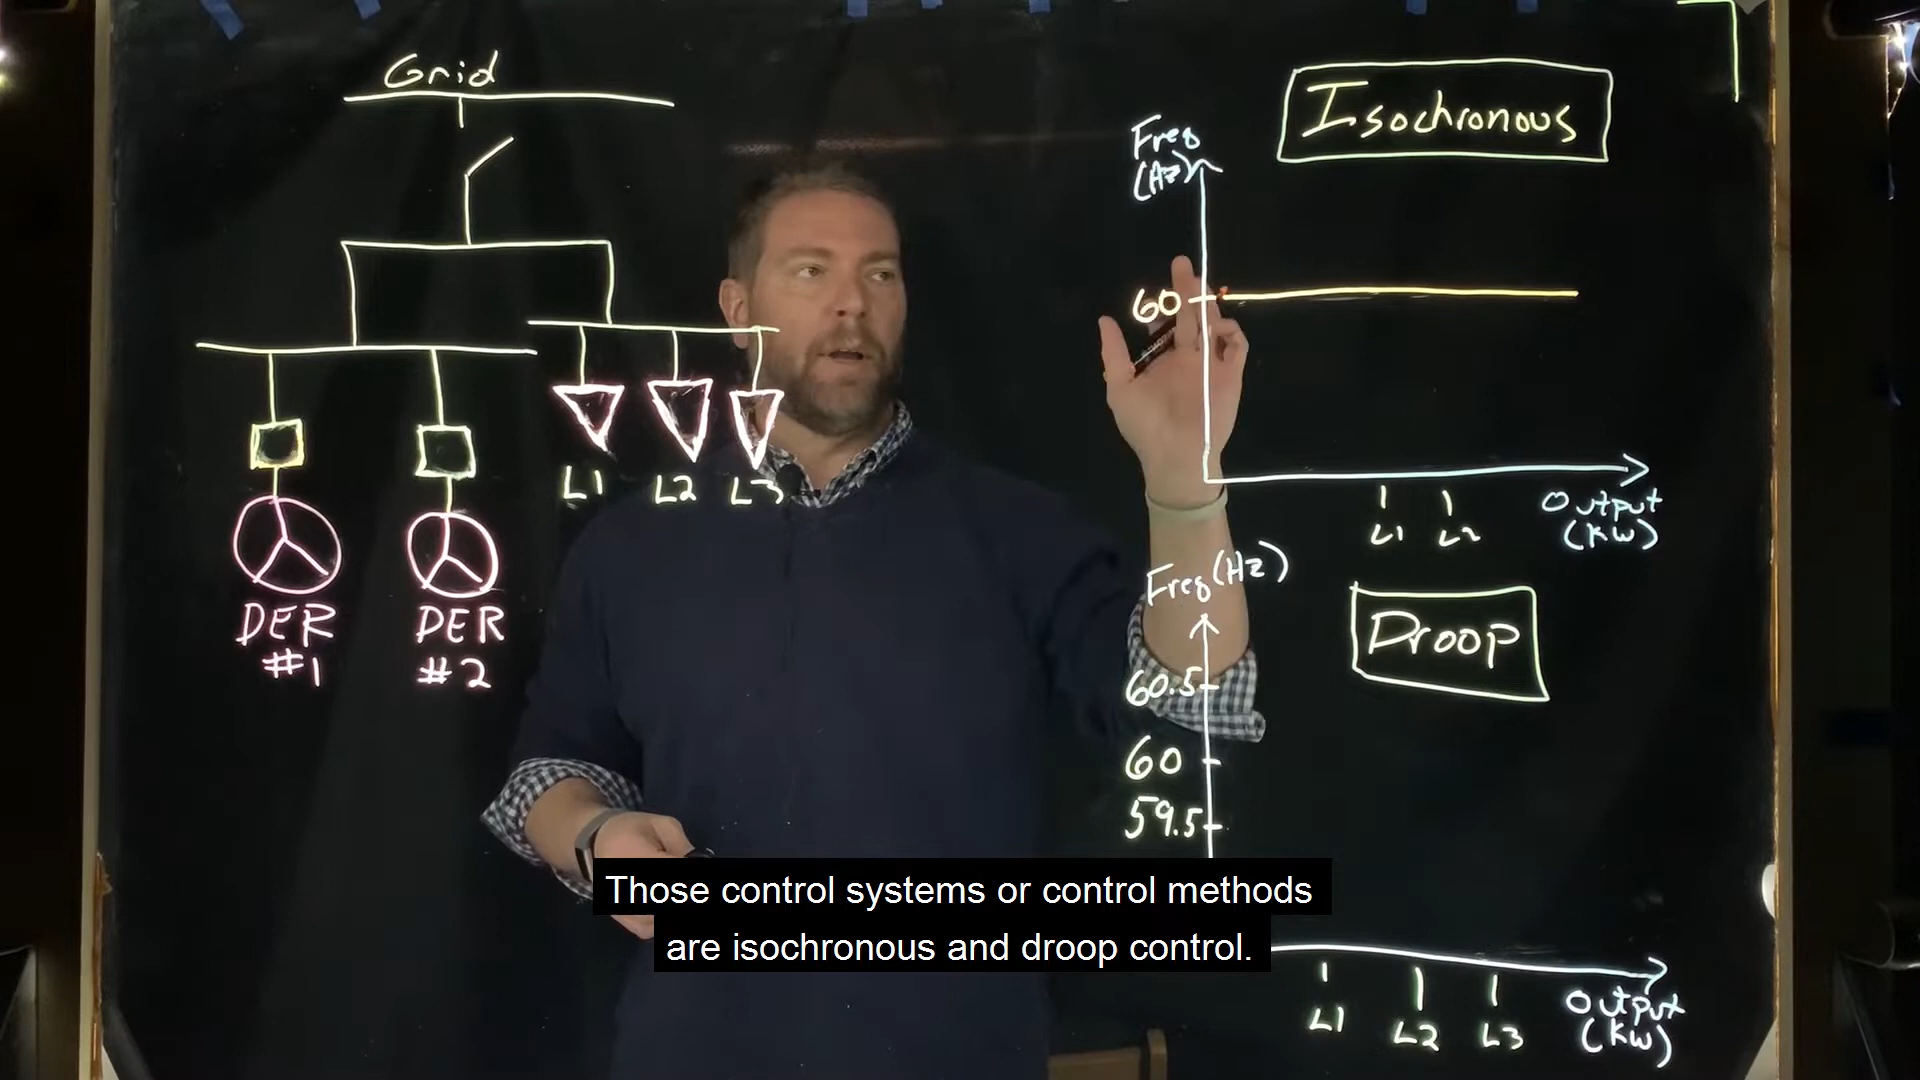 Grid
L1 L2 L3
DER
#1
DER
#2
Isochronous
Freq
(Hz)
60
L1 L2
Output
(KW)
Freq (Hz)
Droop
60.5
60
59.5
L1 L2 L3
Output
(KW)
Those control systems or control methods
are isochronous and droop control.